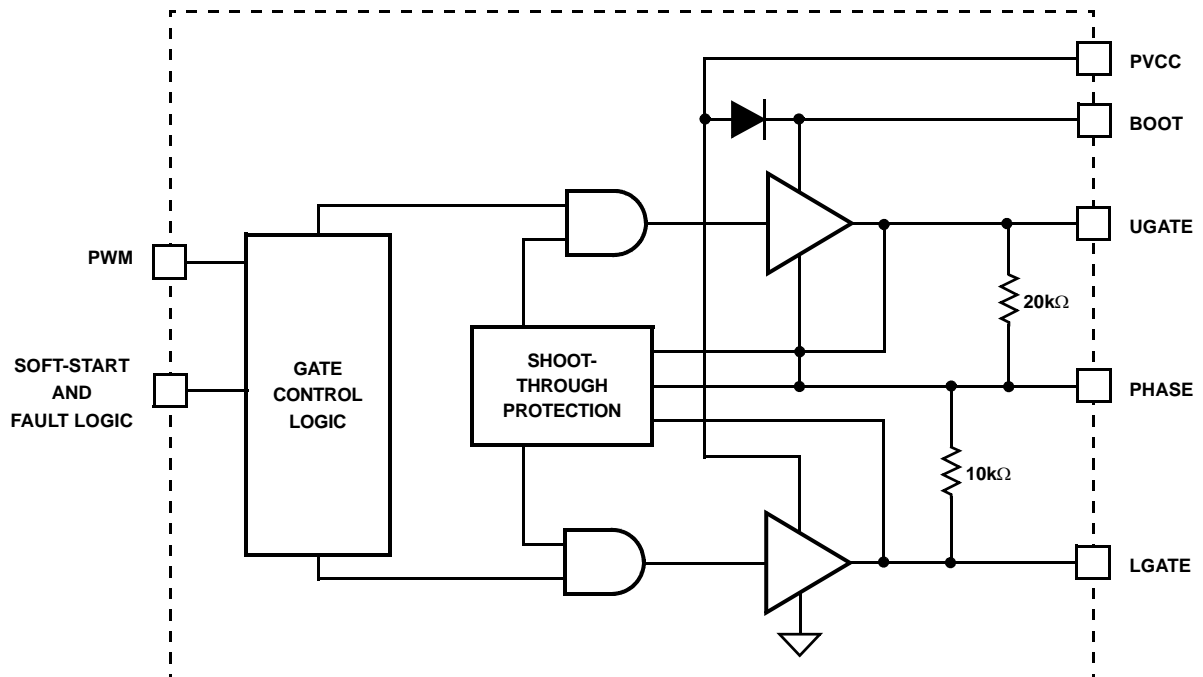 PVCC
BOOT
UGATE
PWM
20kΩ
SOFT-START
AND
FAULT LOGIC
GATE
CONTROL
LOGIC
SHOOT-
THROUGH
PROTECTION
PHASE
10kΩ
LGATE